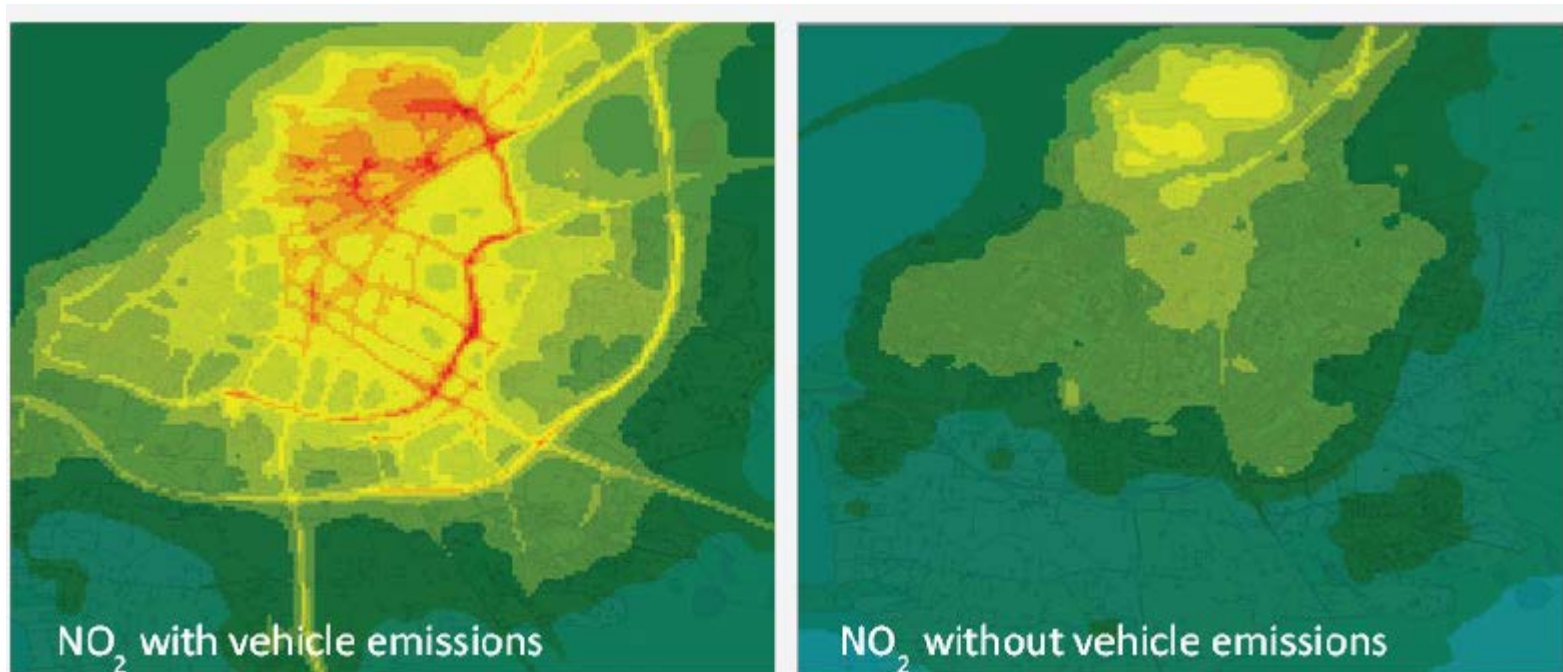 NO₂ with vehicle emissions
NO₂ without vehicle emissions